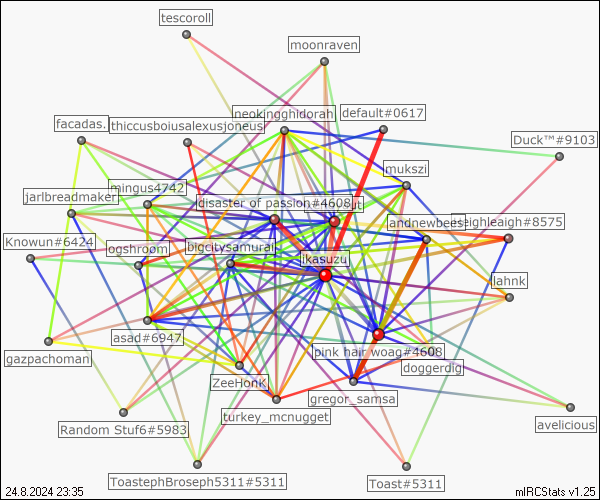 tescoroll
moonraven
neokingghidorah
default#0617
facadas.
thiccusboiusalexusjoneus
Duck™#9103
mukszi
mingus4742
jarlbreadmaker
disaster of passion#4608
andrewbees
eighleaigh#8575
Knowun#6424
ogshroom
bigcitysamurai
ikasuzu
lahnk
asad#6947
pink hair woag#4608
gazpachoman
doggerdig
ZeeHonK
gregor_samsa
turkey_mcnugget
Random Stuf6#5983
avelicious
ToastephBroseph5311#5311
Toast#5311
24.8.2024 23:35
mIRCStats v1.25